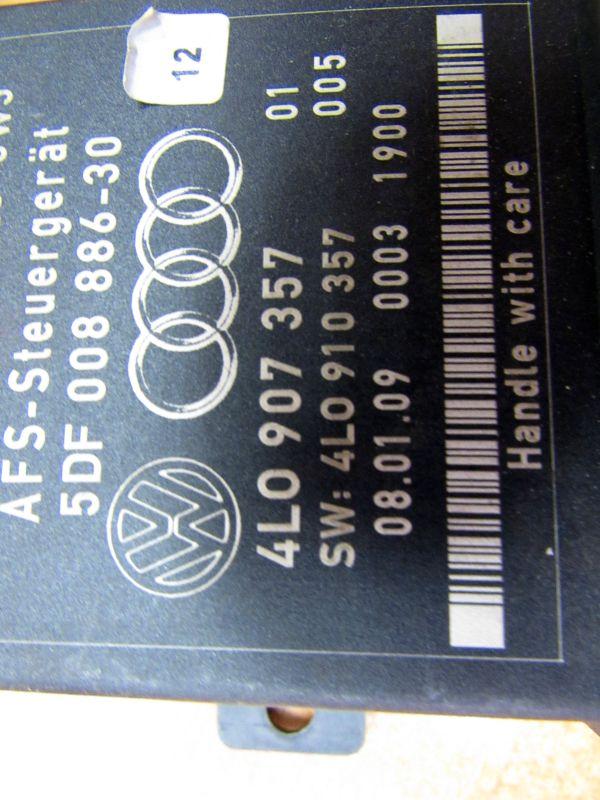 AFS-Steuergerät
5DF 008 886-30
12
4L0 907 357 01
SW: 4L0 910 357 005
08.01.09 0003 1900
Handle with care